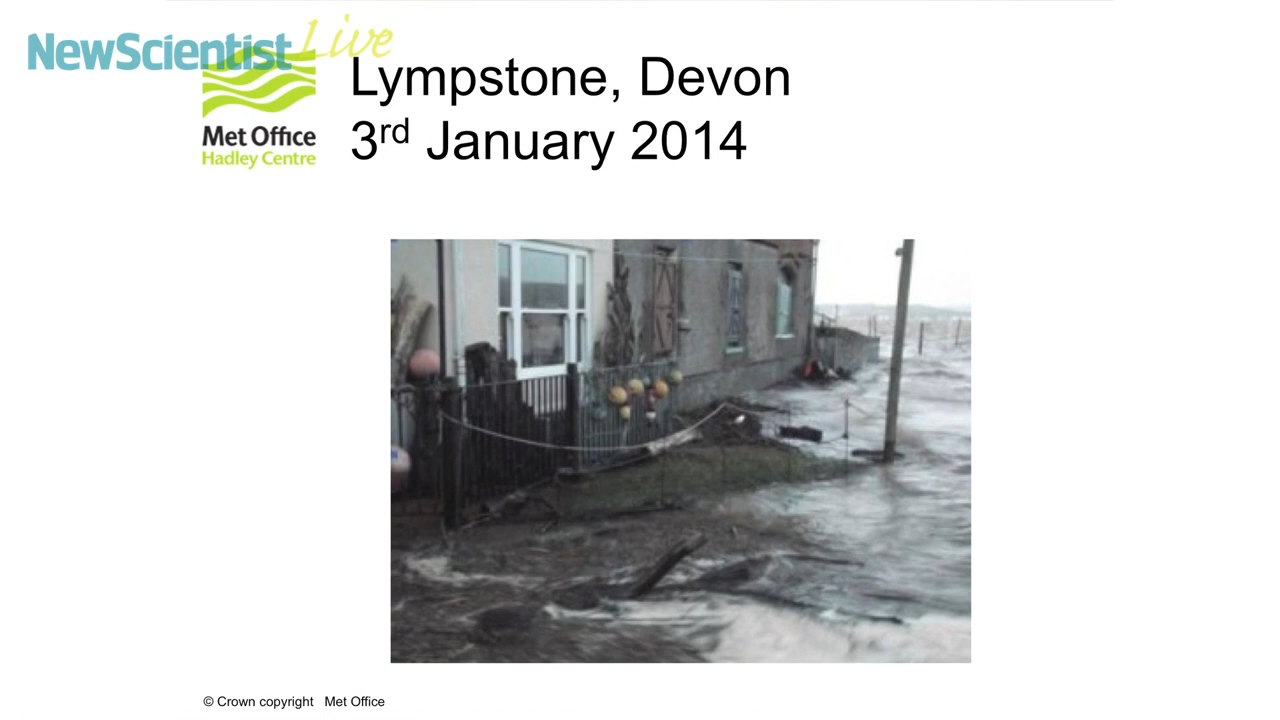 NewScientist Live
Met Office
Hadley Centre
Lympstone, Devon
3rd January 2014
© Crown copyright Met Office